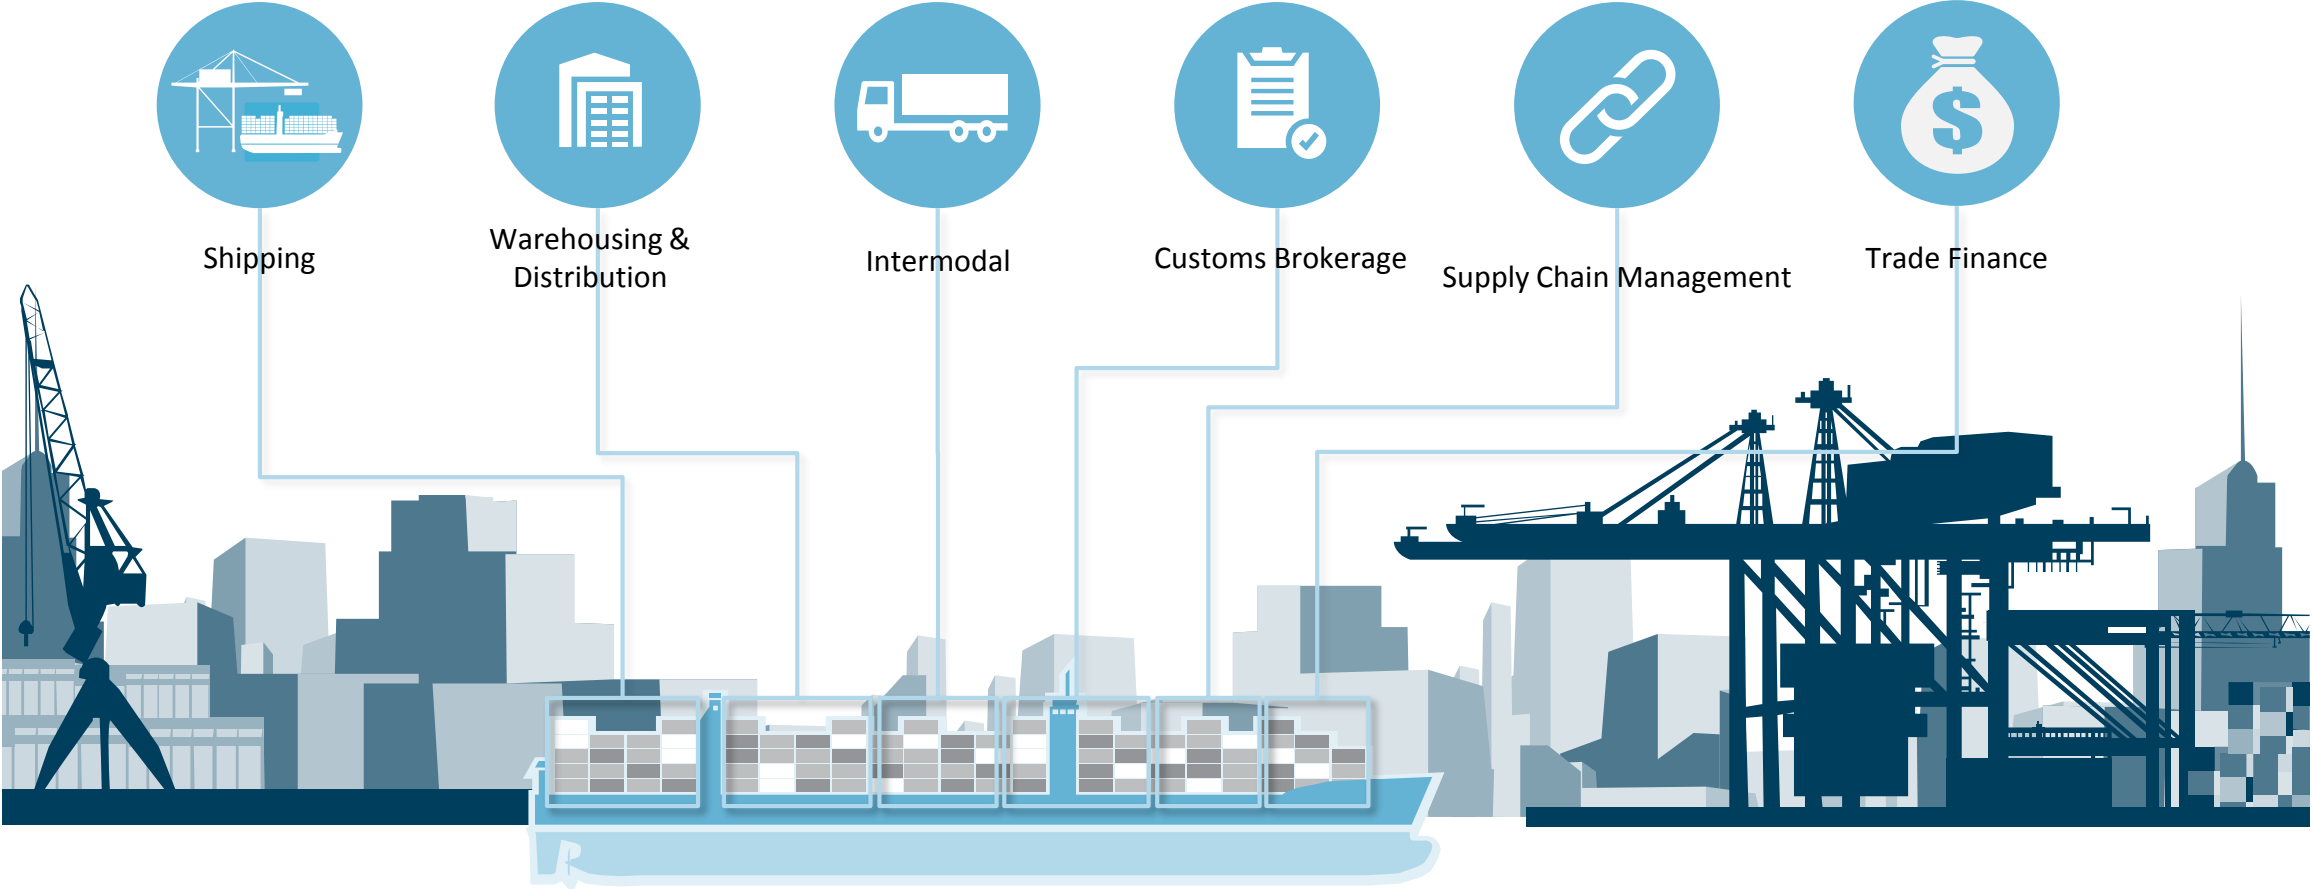 Shipping
Warehousing &
Distribution
Intermodal
Customs Brokerage
Supply Chain Management
Trade Finance
$